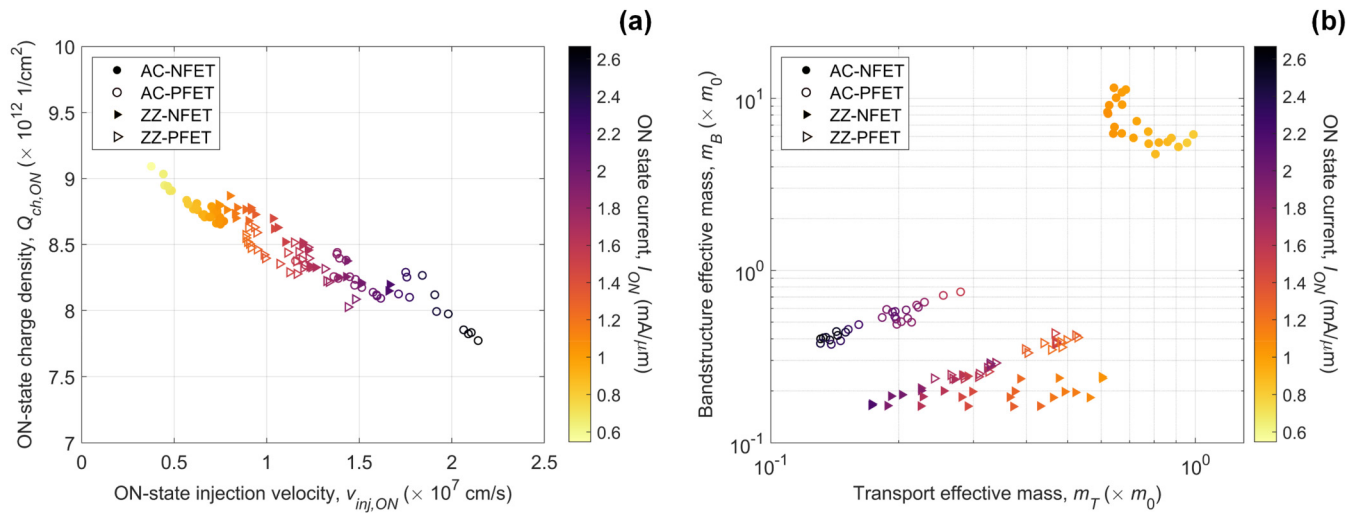 (a)
ON-state charge density, Q_ch,ON (× 10^12 1/cm^2)
10
9.5
9
8.5
8
7.5
7
AC-NFET
AC-PFET
ZZ-NFET
ZZ-PFET
0
0.5
1
1.5
2
2.5
ON-state injection velocity, v_inj,ON (× 10^7 cm/s)
2.6
2.4
2.2
2
1.8
1.6
1.4
1.2
1
0.8
0.6
ON state current, I_ON (mA/μm)
(b)
Bandstructure effective mass, m_B (× m_0)
10^1
10^0
10^-1
AC-NFET
AC-PFET
ZZ-NFET
ZZ-PFET
10^-1
10^0
Transport effective mass, m_T (× m_0)
2.6
2.4
2.2
2
1.8
1.6
1.4
1.2
1
0.8
0.6
ON state current, I_ON (mA/μm)